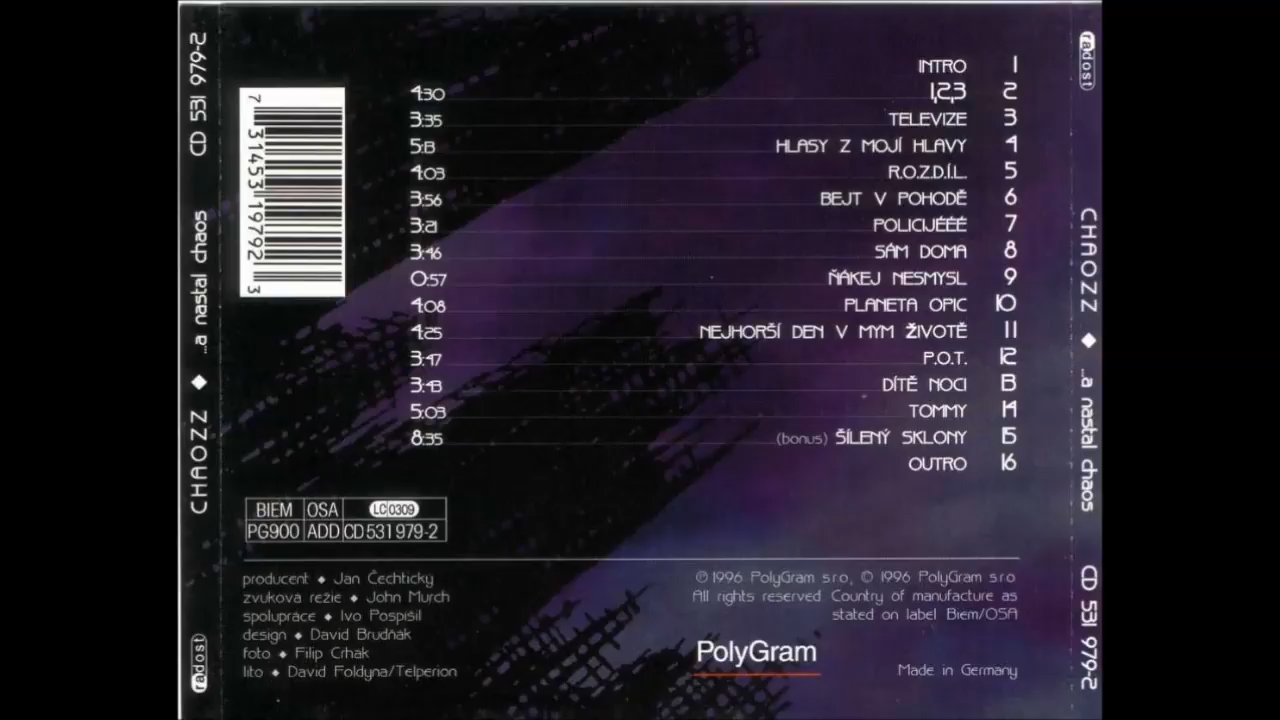 INTRO 1
4:30 1,2,3 2
3:35 TELEVIZE 3
5:13 HLASY Z MOJÍ HLAVY 4
4:03 R.O.Z.D.Í.L. 5
3:56 BEJT V POHODĚ 6
3:21 POLICIJÉÉÉ 7
3:46 SÁM DOMA 8
0:57 ŇÁKEJ NESMYSL 9
4:08 PLANETA OPIC 10
4:25 NEJHORŠÍ DEN V MYM ŽIVOTĚ 11
3:47 P.O.T. 12
3:43 DÍTĚ NOCI 13
5:03 TOMMY 14
8:35 (bonus) ŠÍLENÝ SKLONY 15
OUTRO 16
7 31453 19792 3
BIEM OSA LC 0309
PG900 ADD CD 531 979-2
producent ◆ Jan Čechticky
zvukova režie ◆ John Murch
spolupráce ◆ Ivo Pospíšil
design ◆ David Brudňak
foto ◆ Filip Crhak
lito ◆ David Foldyna/Telperion
℗ 1996 PolyGram s.r.o., © 1996 PolyGram s.r.o
All rights reserved Country of manufacture as
stated on label Biem/OSA
PolyGram
Made in Germany
radost CHAOZZ ◆ ...a nastal chaos CD 531 979-2
radost CHAOZZ ◆ ...a nastal chaos CD 531 979-2